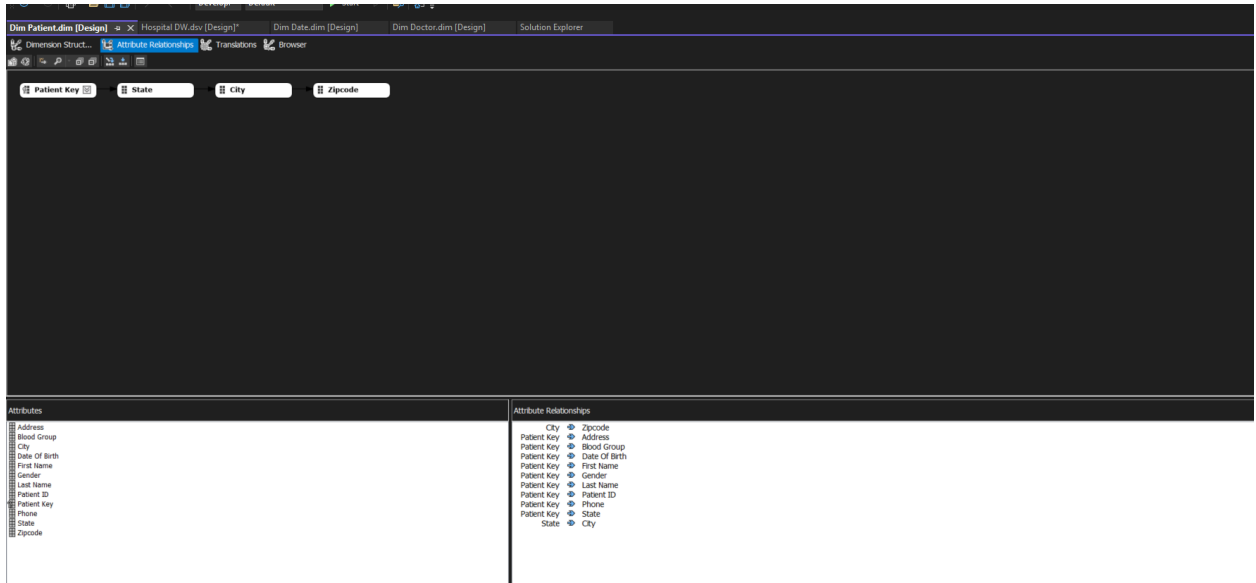 Dim Patient.dim [Design] Hospital DW.dsv [Design]* Dim Date.dim [Design] Dim Doctor.dim [Design] Solution Explorer
Dimension Struct... Attribute Relationships Translations Browser
Patient Key State City Zipcode
Attributes
Address
Blood Group
City
Date Of Birth
First Name
Gender
Last Name
Patient ID
Patient Key
Phone
State
Zipcode
Attribute Relationships
City Zipcode
Patient Key Address
Patient Key Blood Group
Patient Key Date Of Birth
Patient Key First Name
Patient Key Gender
Patient Key Last Name
Patient Key Patient ID
Patient Key Phone
Patient Key State
State City